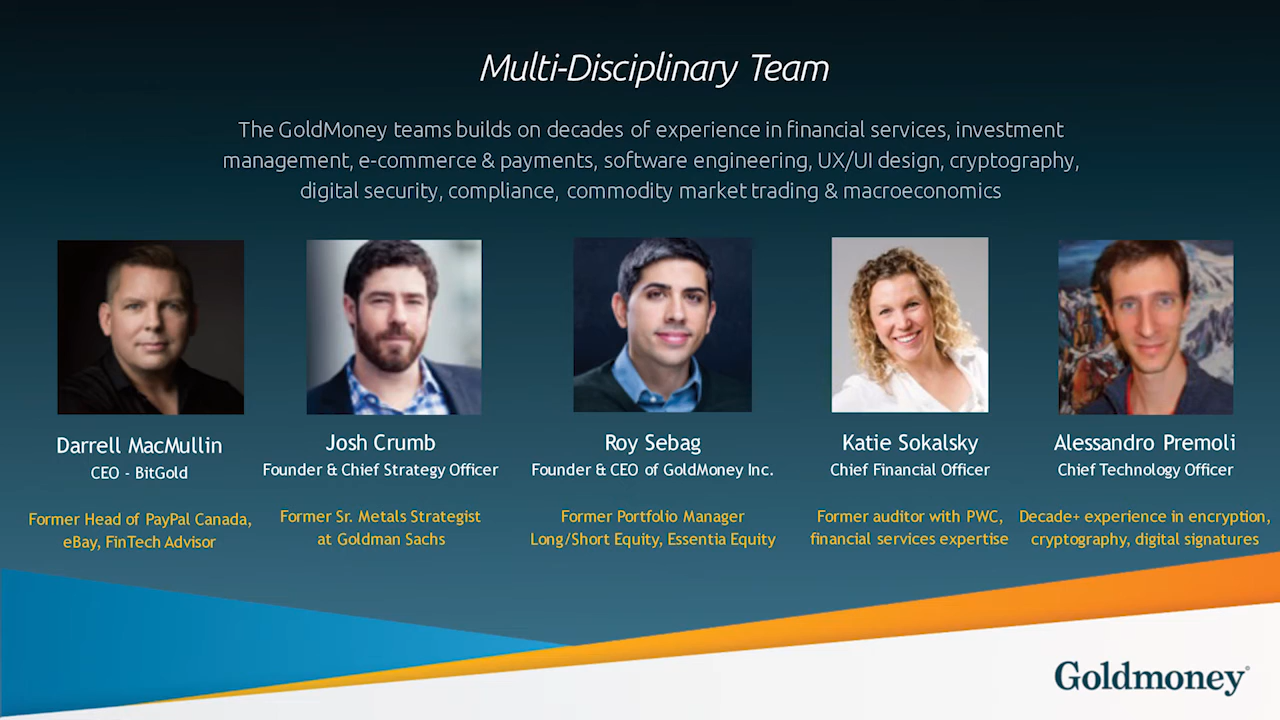 Multi-Disciplinary Team
The GoldMoney teams builds on decades of experience in financial services, investment
management, e-commerce & payments, software engineering, UX/UI design, cryptography,
digital security, compliance, commodity market trading & macroeconomics
Darrell MacMullin
CEO - BitGold
Former Head of PayPal Canada,
eBay, FinTech Advisor
Josh Crumb
Founder & Chief Strategy Officer
Former Sr. Metals Strategist
at Goldman Sachs
Roy Sebag
Founder & CEO of GoldMoney Inc.
Former Portfolio Manager
Long/Short Equity, Essentia Equity
Katie Sokalsky
Chief Financial Officer
Former auditor with PWC,
financial services expertise
Alessandro Premoli
Chief Technology Officer
Decade+ experience in encryption,
cryptography, digital signatures
Goldmoney®